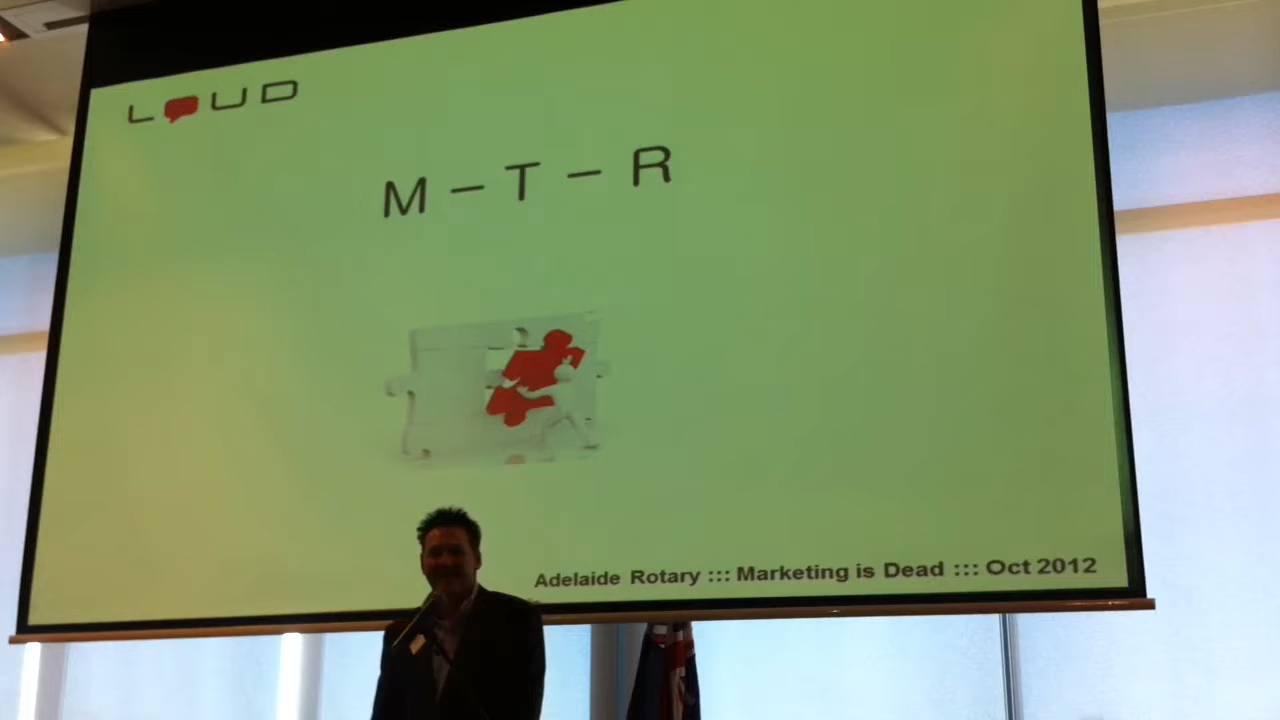 LOUD
M – T – R
Adelaide Rotary ::: Marketing is Dead ::: Oct 2012